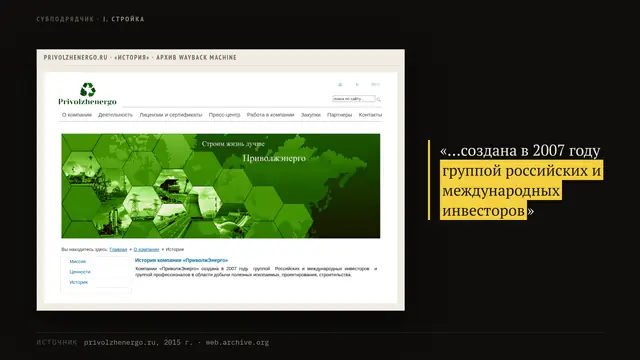 СУБПОДРЯДЧИК · I. СТРОЙКА
PRIVOLZHENERGO.RU · «ИСТОРИЯ» · АРХИВ WAYBACK MACHINE
Privolzhenergo
поиск по сайту...
О компании Деятельность Лицензии и сертификаты Пресс-центр Работа в компании Закупки Партнеры Контакты
Строим жизнь лучше
Приволжэнерго
Вы находитесь здесь: Главная О компании История
Миссия
Ценности
История
История компании «ПриволжЭнерго»
Компания «ПриволжЭнерго» создана в 2007 году группой Российских и международных инвесторов и
группой профессионалов в области добычи полезных ископаемых, проектирования, строительства.
«...создана в 2007 году
группой российских и
международных
инвесторов»
ИСТОЧНИК privolzhenergo.ru, 2015 г. · web.archive.org